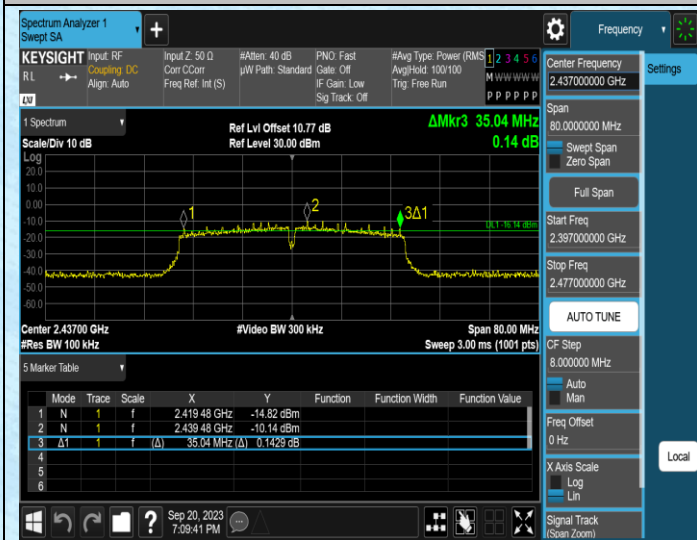 Spectrum Analyzer 1
Swept SA
+
Frequency
KEYSIGHT
RL
LXI
Input: RF
Coupling: DC
Align: Auto
Input Z: 50 Ω
Corr CCorr
Freq Ref: Int (S)
#Atten: 40 dB
µW Path: Standard
PNO: Fast
Gate: Off
IF Gain: Low
Sig Track: Off
#Avg Type: Power (RMS)
Avg|Hold: 100/100
Trig: Free Run
1 2 3 4 5 6
M W W W W W
P P P P P P
1 Spectrum
Scale/Div 10 dB
Ref Lvl Offset 10.77 dB
Ref Level 30.00 dBm
ΔMkr3 35.04 MHz
0.14 dB
Log
20.0
10.0
0.00
-10.0
-20.0
-30.0
-40.0
-50.0
-60.0
1
2
3Δ1
DL1 -16.14 dBm
Center 2.43700 GHz
#Res BW 100 kHz
#Video BW 300 kHz
Span 80.00 MHz
Sweep 3.00 ms (1001 pts)
5 Marker Table
Mode Trace Scale X Y Function Function Width Function Value
1 N 1 f 2.419 48 GHz -14.82 dBm
2 N 1 f 2.439 48 GHz -10.14 dBm
3 Δ1 1 f (Δ) 35.04 MHz (Δ) 0.1429 dB
4
5
6
?
Sep 20, 2023
7:09:41 PM
Center Frequency
2.437000000 GHz
Settings
Span
80.0000000 MHz
Swept Span
Zero Span
Full Span
Start Freq
2.397000000 GHz
Stop Freq
2.477000000 GHz
AUTO TUNE
CF Step
8.000000 MHz
Auto
Man
Freq Offset
0 Hz
Local
X Axis Scale
Log
Lin
Signal Track
(Span Zoom)